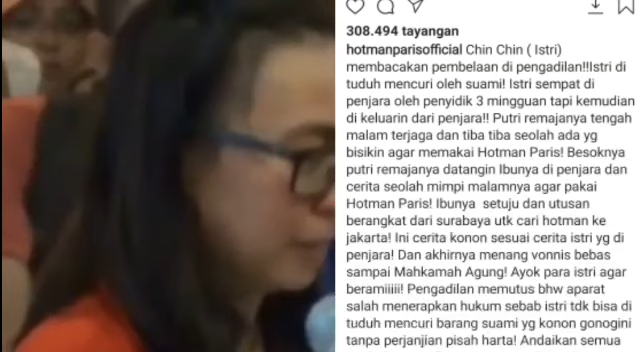 308.494 tayangan
hotmanparisofficial Chin Chin ( Istri)
membacakan pembelaan di pengadilan!!Istri di
tuduh mencuri oleh suami! Istri sempat di
penjara oleh penyidik 3 mingguan tapi kemudian
di keluarin dari penjara!! Putri remajanya tengah
malam terjaga dan tiba tiba seolah ada yg
bisikin agar memakai Hotman Paris! Besoknya
putri remajanya datangin Ibunya di penjara dan
cerita seolah mimpi malamnya agar pakai
Hotman Paris! Ibunya setuju dan utusan
berangkat dari surabaya utk cari hotman ke
jakarta! Ini cerita konon sesuai cerita istri yg di
penjara! Dan akhirnya menang vonnis bebas
sampai Mahkamah Agung! Ayok para istri agar
beramiiiii! Pengadilan memutus bhw aparat
salah menerapkan hukum sebab istri tdk bisa di
tuduh mencuri barang suami yg konon gonogini
tanpa perjanjian pisah harta! Andaikan semua